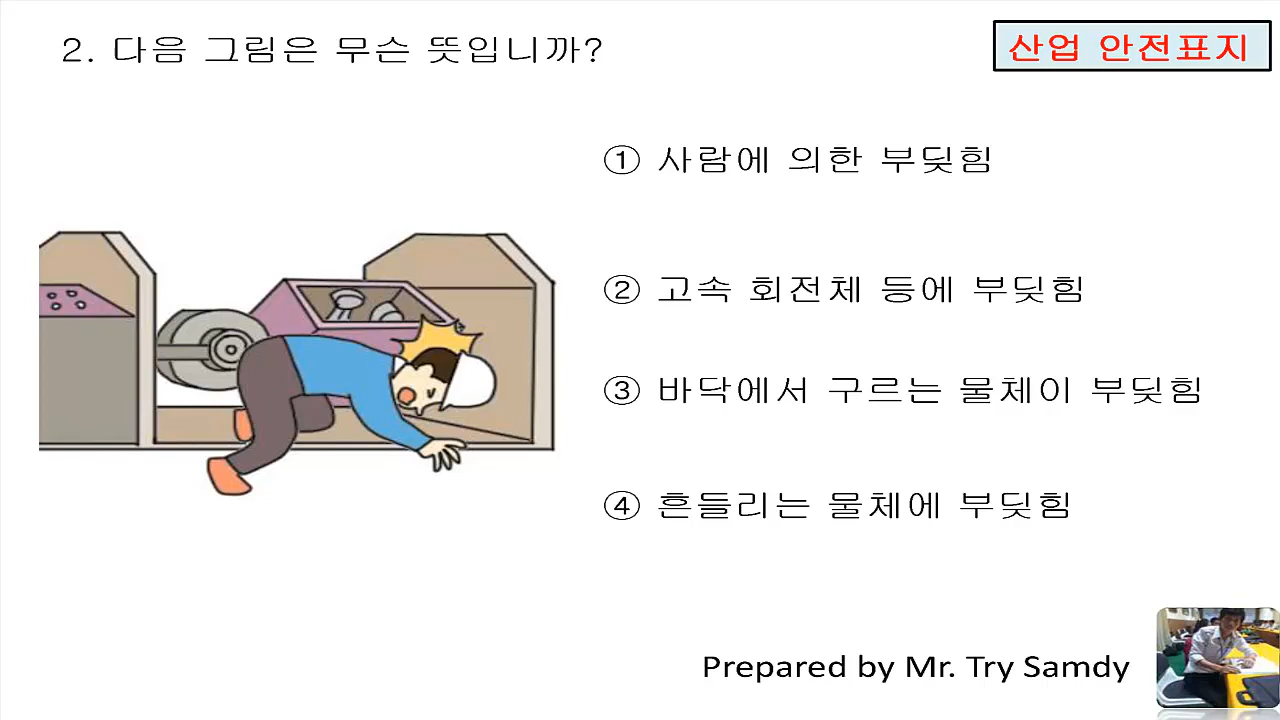 2. 다음 그림은 무슨 뜻입니까?
산업 안전표지
① 사람에 의한 부딪힘
② 고속 회전체 등에 부딪힘
③ 바닥에서 구르는 물체이 부딪힘
④ 흔들리는 물체에 부딪힘
Prepared by Mr. Try Samdy